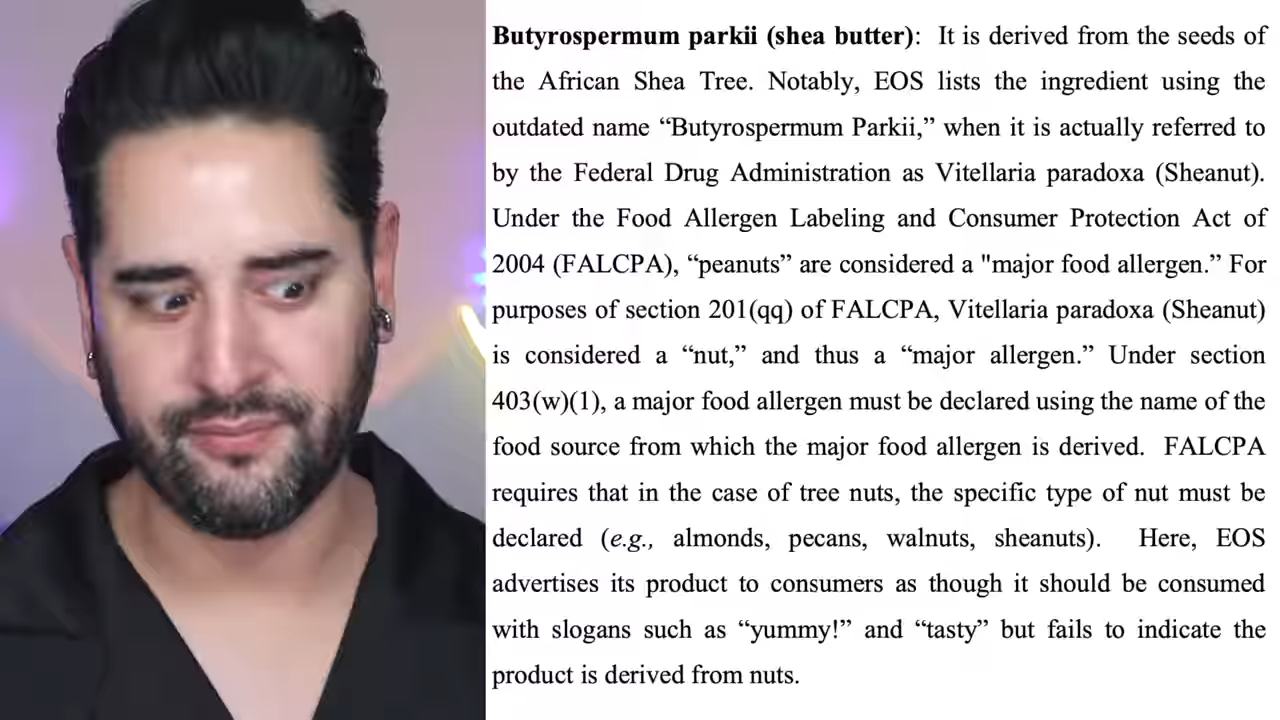 Butyrospermum parkii (shea butter): It is derived from the seeds of
the African Shea Tree. Notably, EOS lists the ingredient using the
outdated name “Butyrospermum Parkii,” when it is actually referred to
by the Federal Drug Administration as Vitellaria paradoxa (Sheanut).
Under the Food Allergen Labeling and Consumer Protection Act of
2004 (FALCPA), “peanuts” are considered a "major food allergen.” For
purposes of section 201(qq) of FALCPA, Vitellaria paradoxa (Sheanut)
is considered a “nut,” and thus a “major allergen.” Under section
403(w)(1), a major food allergen must be declared using the name of the
food source from which the major food allergen is derived. FALCPA
requires that in the case of tree nuts, the specific type of nut must be
declared (e.g., almonds, pecans, walnuts, sheanuts). Here, EOS
advertises its product to consumers as though it should be consumed
with slogans such as “yummy!” and “tasty” but fails to indicate the
product is derived from nuts.